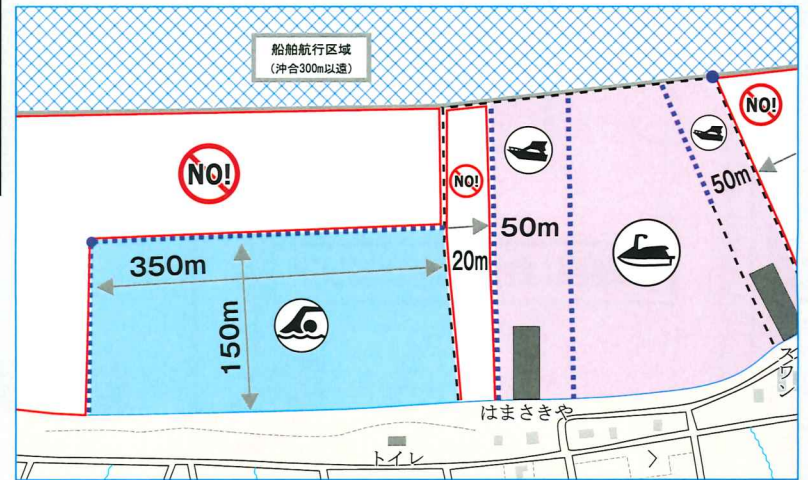 船舶航行区域
(沖合300m以遠)
NO!
NO!
NO!
50m
50m
20m
350m
150m
はまさきや
スワン
トイレ